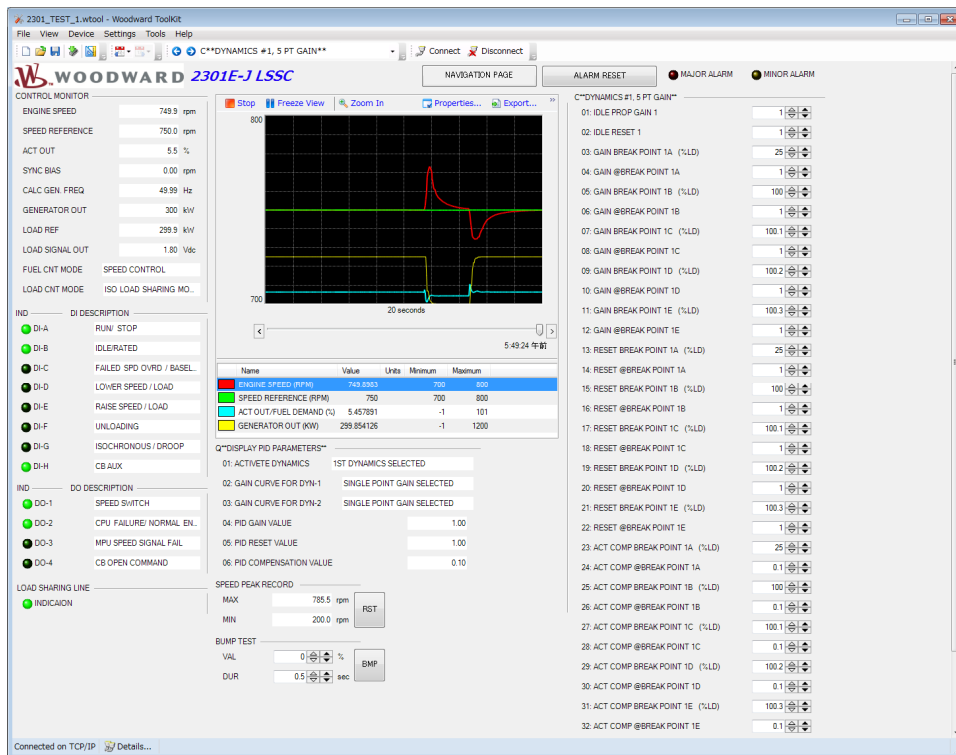 2301_TEST_1.wtool - Woodward ToolKit
File View Device Settings Tools Help
C**DYNAMICS #1, 5 PT GAIN** Connect Disconnect
WOODWARD 2301E-J LSSC NAVIGATION PAGE ALARM RESET MAJOR ALARM MINOR ALARM
CONTROL MONITOR
ENGINE SPEED 749.9 rpm
SPEED REFERENCE 750.0 rpm
ACT OUT 5.5 %
SYNC BIAS 0.00 rpm
CALC GEN. FREQ 49.99 Hz
GENERATOR OUT 300 kW
LOAD REF 299.9 kW
LOAD SIGNAL OUT 1.80 Vdc
FUEL CNT MODE SPEED CONTROL
LOAD CNT MODE ISO LOAD SHARING MO..
IND DI DESCRIPTION
DI-A RUN/ STOP
DI-B IDLE/RATED
DI-C FAILED SPD OVRD / BASEL..
DI-D LOWER SPEED / LOAD
DI-E RAISE SPEED / LOAD
DI-F UNLOADING
DI-G ISOCHRONOUS / DROOP
DI-H CB AUX
IND DO DESCRIPTION
DO-1 SPEED SWITCH
DO-2 CPU FAILURE/ NORMAL EN..
DO-3 MPU SPEED SIGNAL FAIL
DO-4 CB OPEN COMMAND
LOAD SHARING LINE
INDICAION
Stop Freeze View Zoom In Properties... Export... »
800
700
20 seconds
5:49:24 午前
Name Value Units Minimum Maximum
ENGINE SPEED (RPM) 749.8983 700 800
SPEED REFERENCE (RPM) 750 700 800
ACT OUT/FUEL DEMAND (%) 5.457891 -1 101
GENERATOR OUT (KW) 299.854126 -1 1200
Q**DISPLAY PID PARAMETERS**
01: ACTIVETE DYNAMICS 1ST DYNAMICS SELECTED
02: GAIN CURVE FOR DYN-1 SINGLE POINT GAIN SELECTED
03: GAIN CURVE FOR DYN-2 SINGLE POINT GAIN SELECTED
04: PID GAIN VALUE 1.00
05: PID RESET VALUE 1.00
06: PID COMPENSATION VALUE 0.10
SPEED PEAK RECORD
MAX 785.5 rpm
RST
MIN 200.0 rpm
BUMP TEST
VAL 0 %
BMP
DUR 0.5 sec
C**DYNAMICS #1, 5 PT GAIN**
01: IDLE PROP GAIN 1 1
02: IDLE RESET 1 1
03: GAIN BREAK POINT 1A (%LD) 25
04: GAIN @BREAK POINT 1A 1
05: GAIN BREAK POINT 1B (%LD) 100
06: GAIN @BREAK POINT 1B 1
07: GAIN BREAK POINT 1C (%LD) 100.1
08: GAIN @BREAK POINT 1C 1
09: GAIN BREAK POINT 1D (%LD) 100.2
10: GAIN @BREAK POINT 1D 1
11: GAIN BREAK POINT 1E (%LD) 100.3
12: GAIN @BREAK POINT 1E 1
13: RESET BREAK POINT 1A (%LD) 25
14: RESET @BREAK POINT 1A 1
15: RESET BREAK POINT 1B (%LD) 100
16: RESET @BREAK POINT 1B 1
17: RESET BREAK POINT 1C (%LD) 100.1
18: RESET @BREAK POINT 1C 1
19: RESET BREAK POINT 1D (%LD) 100.2
20: RESET @BREAK POINT 1D 1
21: RESET BREAK POINT 1E (%LD) 100.3
22: RESET @BREAK POINT 1E 1
23: ACT COMP BREAK POINT 1A (%LD) 25
24: ACT COMP @BREAK POINT 1A 0.1
25: ACT COMP BREAK POINT 1B (%LD) 100
26: ACT COMP @BREAK POINT 1B 0.1
27: ACT COMP BREAK POINT 1C (%LD) 100.1
28: ACT COMP @BREAK POINT 1C 0.1
29: ACT COMP BREAK POINT 1D (%LD) 100.2
30: ACT COMP @BREAK POINT 1D 0.1
31: ACT COMP BREAK POINT 1E (%LD) 100.3
32: ACT COMP @BREAK POINT 1E 0.1
Connected on TCP/IP Details...